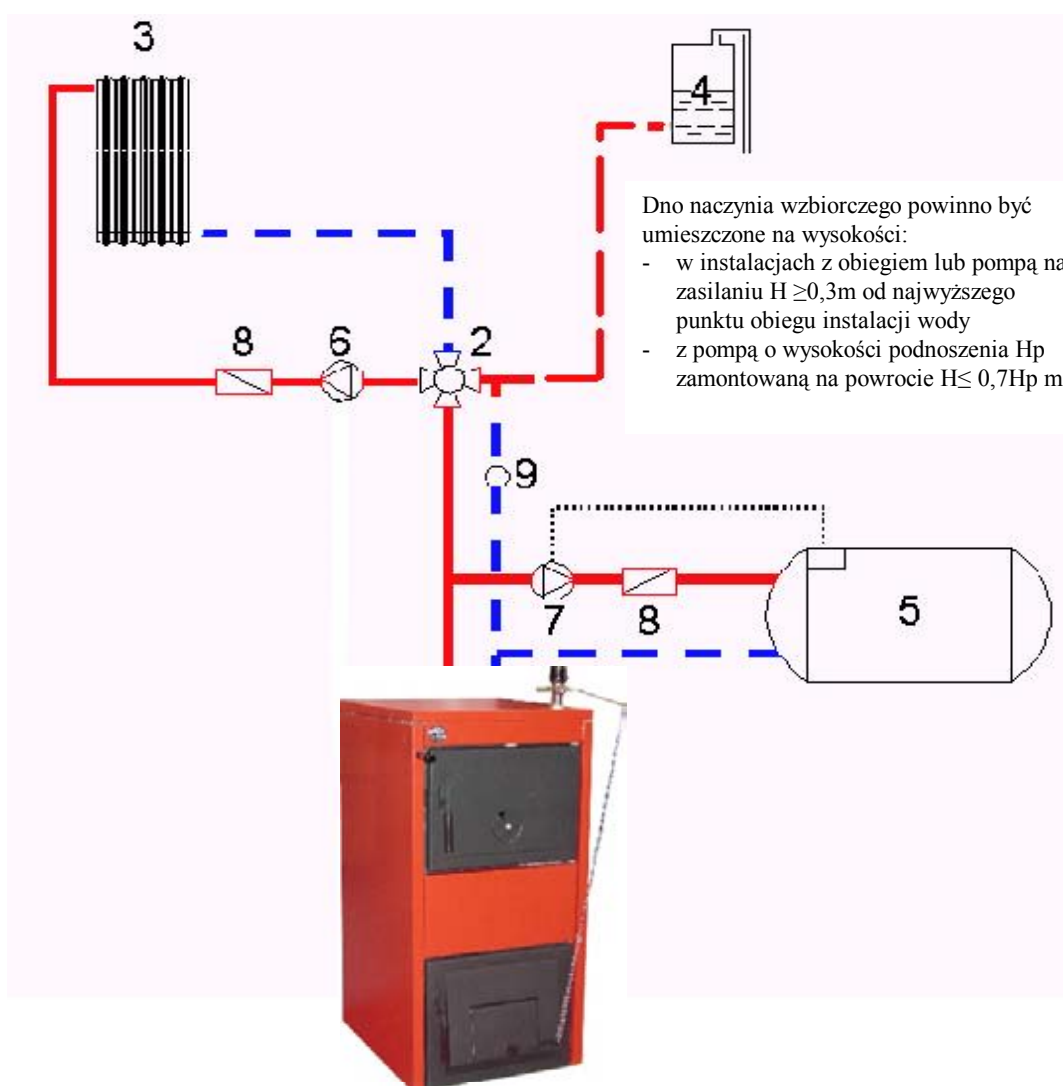 3
4
Dno naczynia wzbiorczego powinno być
umieszczone na wysokości:
- w instalacjach z obiegiem lub pompą na
zasilaniu H ≥0,3m od najwyższego
punktu obiegu instalacji wody
- z pompą o wysokości podnoszenia Hp
zamontowaną na powrocie H≤ 0,7Hp m
8 6 2
9
7 8 5